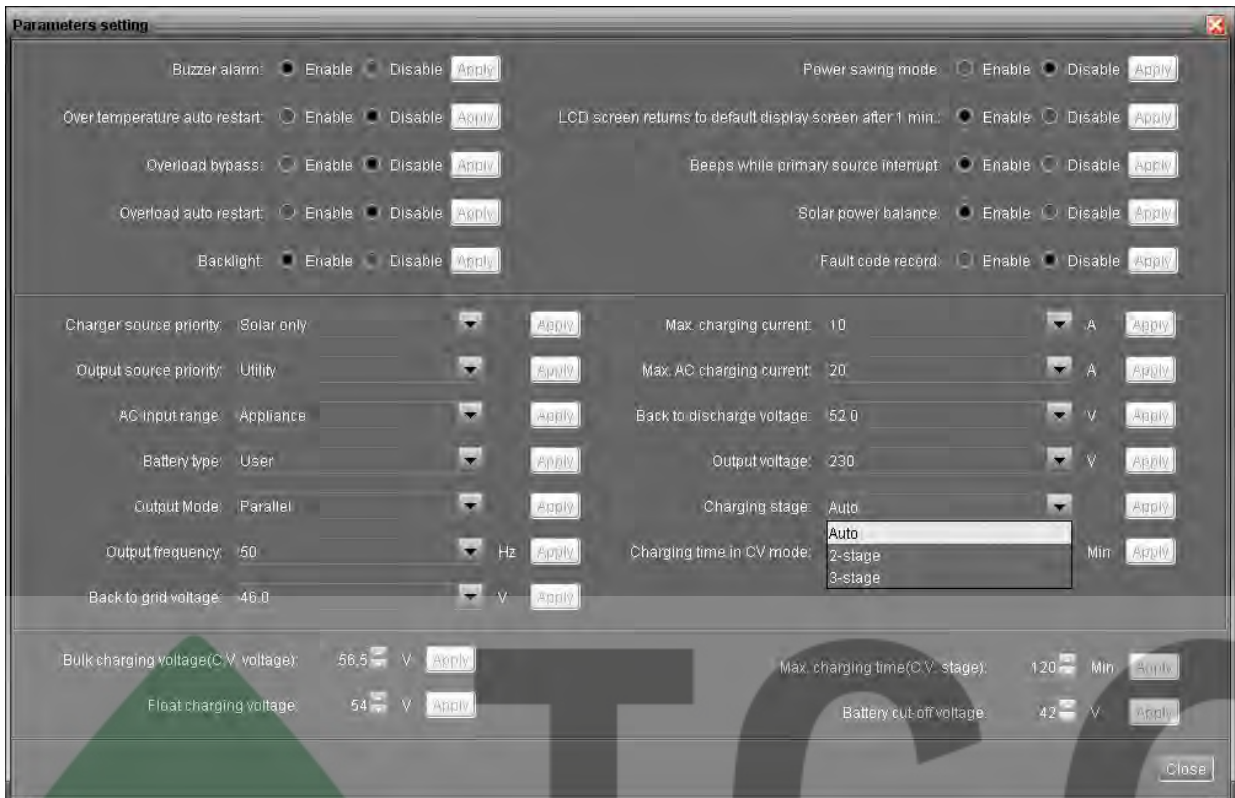 Parameters setting
Buzzer alarm: Enable Disable Apply
Power saving mode Enable Disable Apply
Over temperature auto restart: Enable Disable Apply
LCD screen returns to default display screen after 1 min.: Enable Disable Apply
Overload bypass: Enable Disable Apply
Beeps while primary source interrupt Enable Disable Apply
Overload auto restart: Enable Disable Apply
Solar power balance: Enable Disable Apply
Backlight: Enable Disable Apply
Fault code record: Enable Disable Apply
Charger source priority: Solar only Apply
Max. charging current: 10 A Apply
Output source priority: Utility Apply
Max. AC charging current: 20 A Apply
AC input range: Appliance Apply
Back to discharge voltage: 52.0 V Apply
Battery type: User Apply
Output voltage: 230 V Apply
Output Mode: Parallel Apply
Charging stage: Auto Apply
Auto
2-stage
3-stage
Output frequency: 50 Hz Apply
Charging time in CV mode: Min Apply
Back to grid voltage: 46.0 V Apply
Bulk charging voltage(C.V. voltage): 56.5 V Apply
Max. charging time(C.V. stage): 120 Min Apply
Float charging voltage: 54 V Apply
Battery cut-off voltage: 42 V Apply
Close